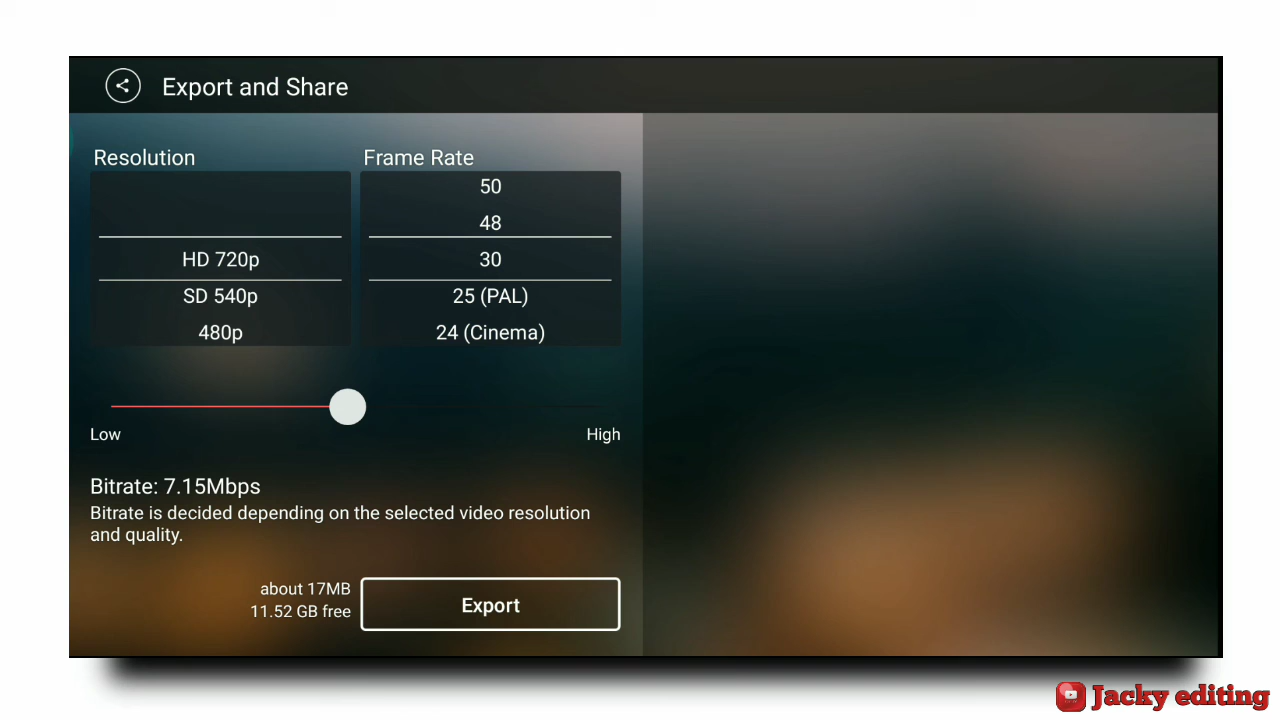 Export and Share
Resolution
Frame Rate
50
48
HD 720p
30
SD 540p
25 (PAL)
480p
24 (Cinema)
Low
High
Bitrate: 7.15Mbps
Bitrate is decided depending on the selected video resolution
and quality.
about 17MB
11.52 GB free
Export
Jacky editing